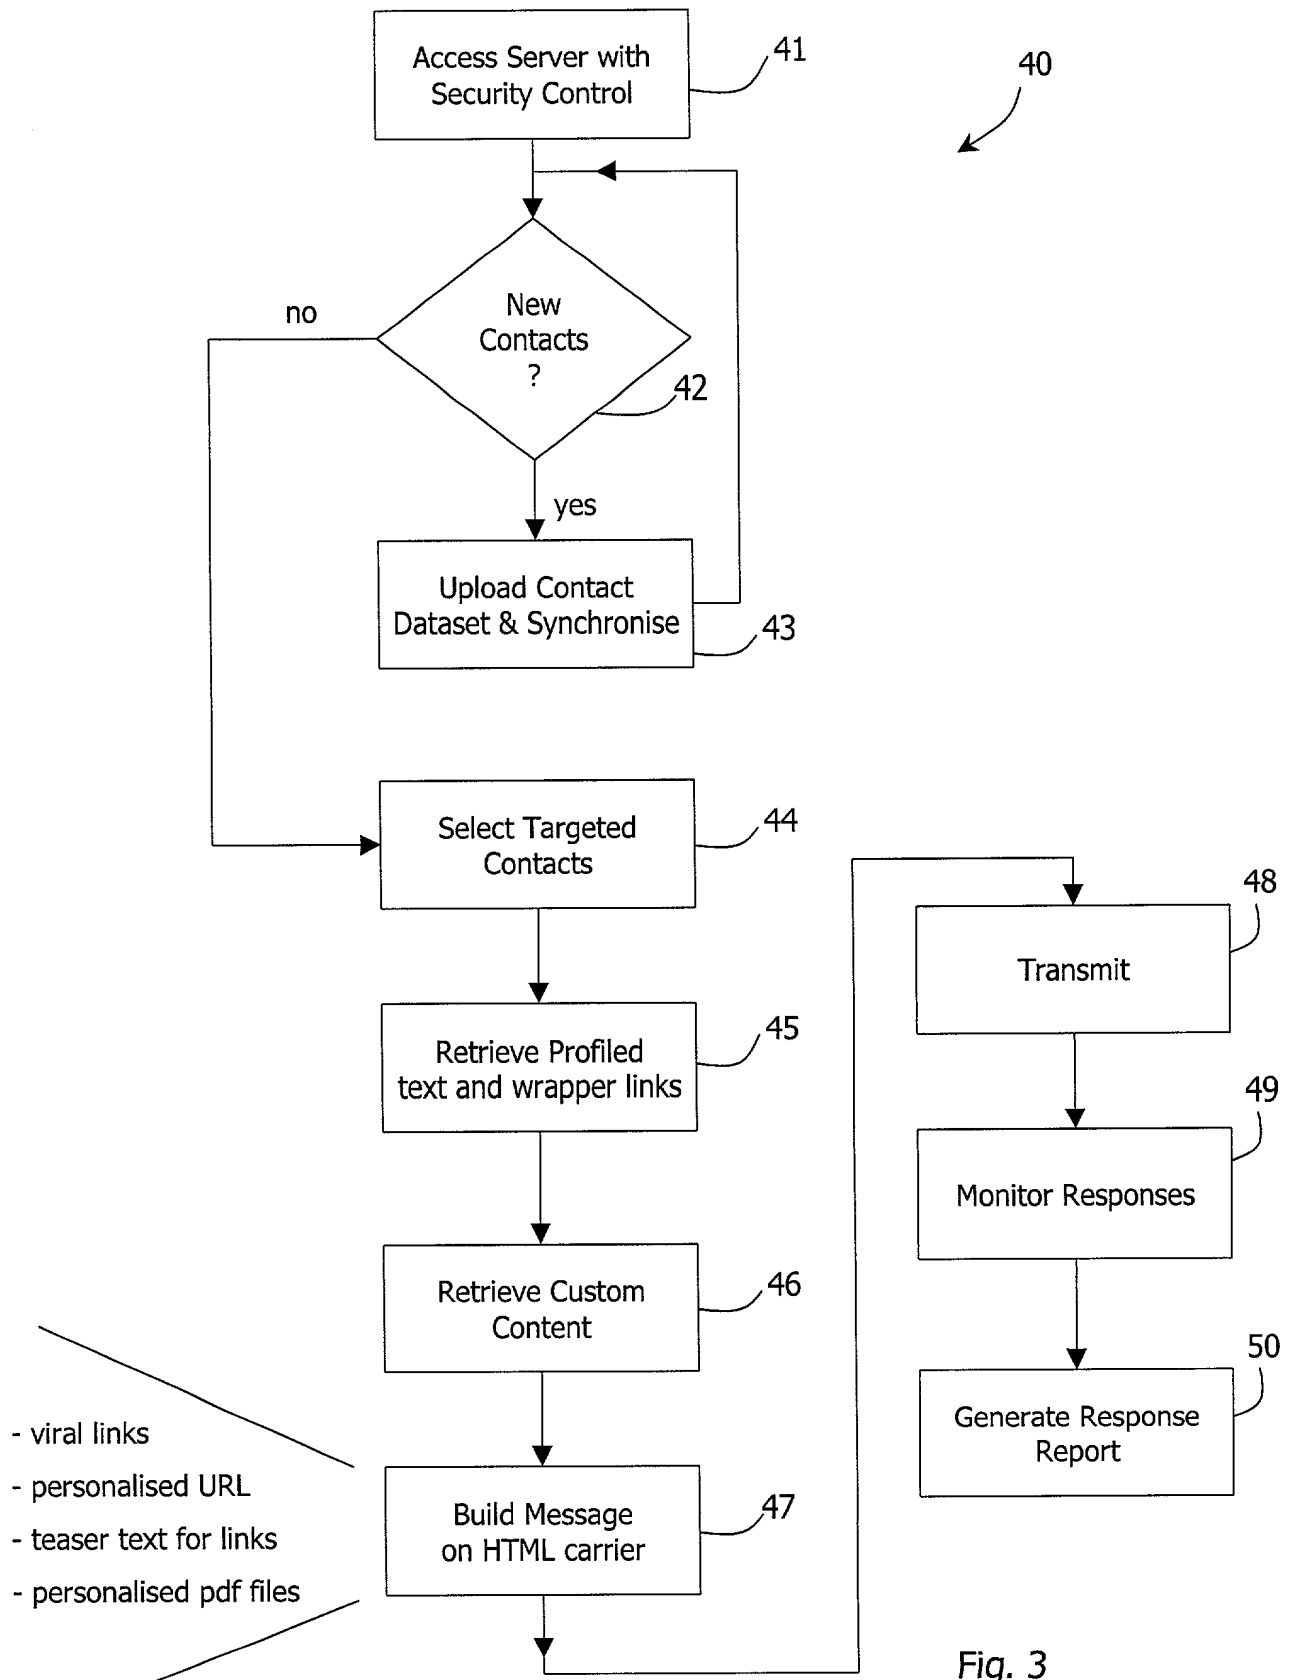 Access Server with
Security Control
41
40
New
Contacts
?
no
42
yes
Upload Contact
Dataset & Synchronise
43
Select Targeted
Contacts
44
Retrieve Profiled
text and wrapper links
45
Retrieve Custom
Content
46
- viral links
- personalised URL
- teaser text for links
- personalised pdf files
Build Message
on HTML carrier
47
Transmit
48
Monitor Responses
49
Generate Response
Report
50
Fig. 3